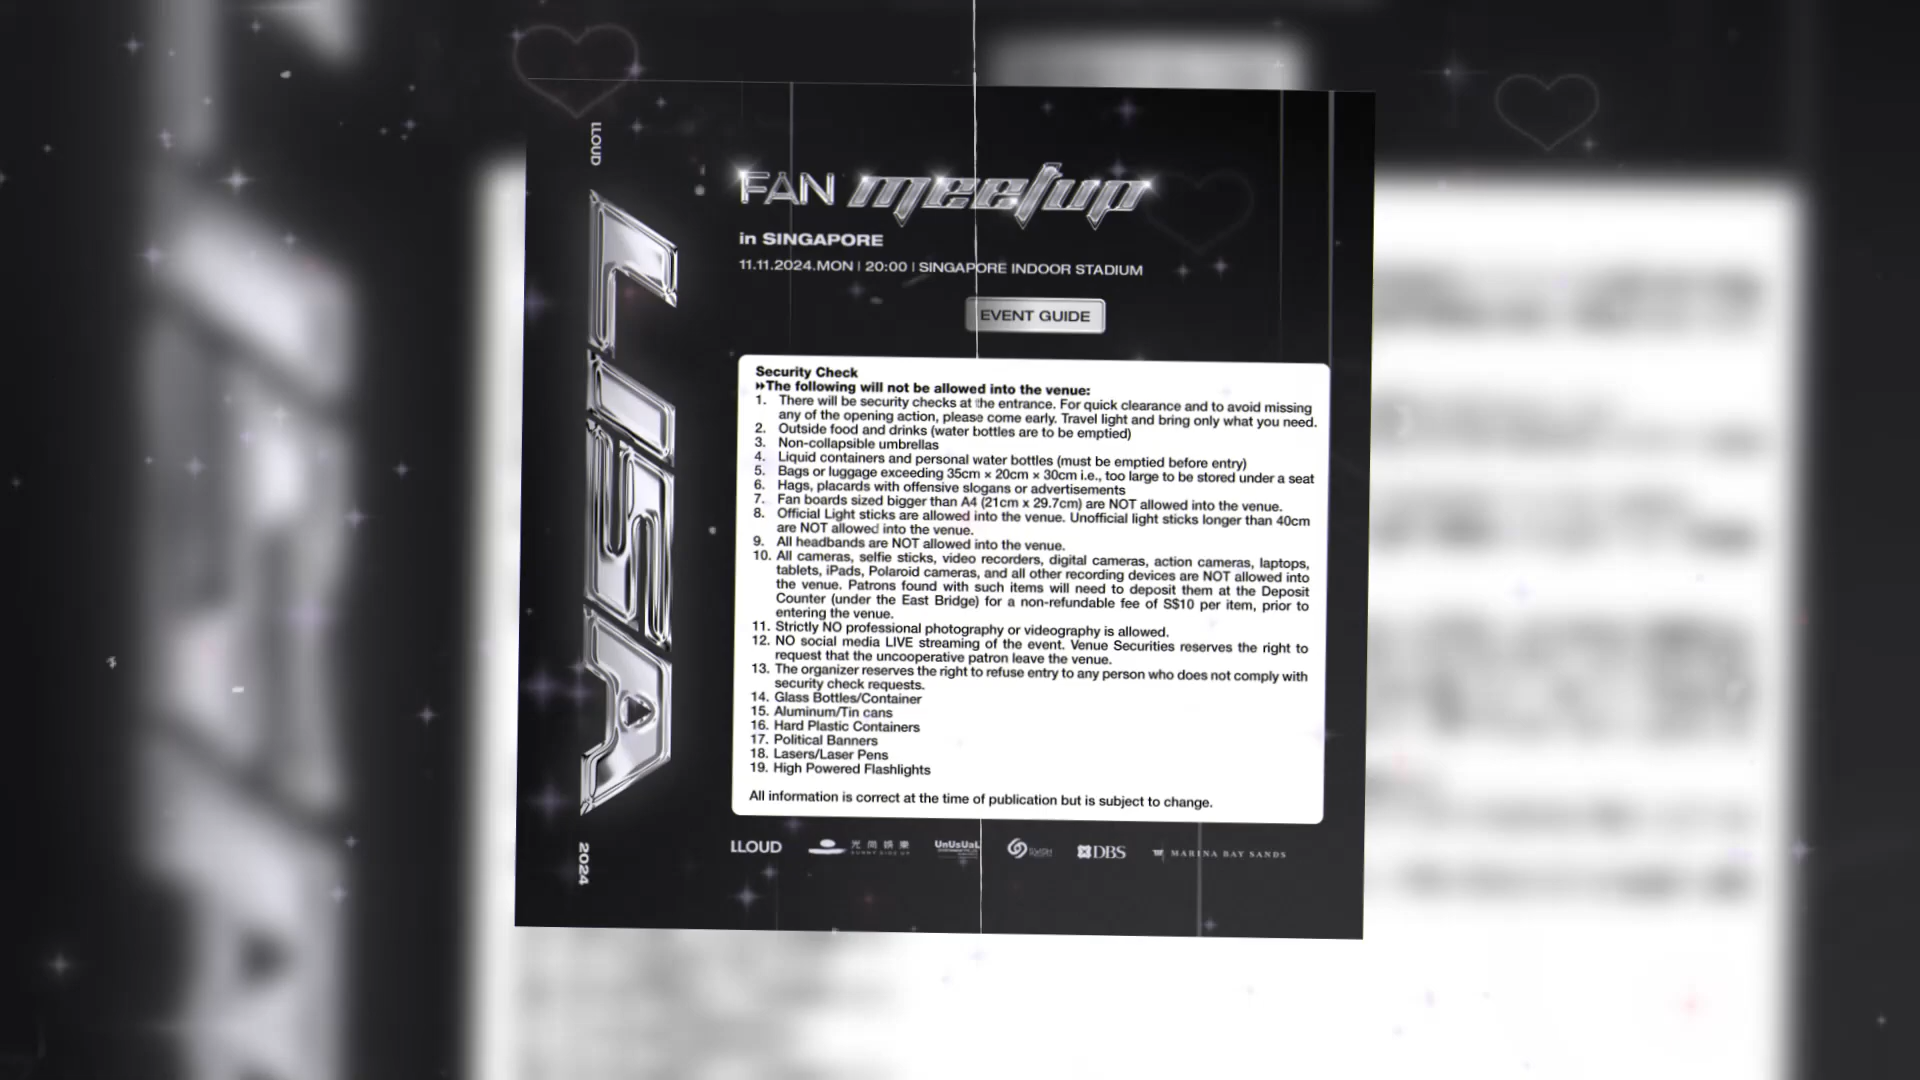 LLOUD
LISA
2024
FAN meetup
in SINGAPORE
11.11.2024.MON | 20:00 | SINGAPORE INDOOR STADIUM
EVENT GUIDE
Security Check
»The following will not be allowed into the venue:
1. There will be security checks at the entrance. For quick clearance and to avoid missing
any of the opening action, please come early. Travel light and bring only what you need.
2. Outside food and drinks (water bottles are to be emptied)
3. Non-collapsible umbrellas
4. Liquid containers and personal water bottles (must be emptied before entry)
5. Bags or luggage exceeding 35cm × 20cm × 30cm i.e., too large to be stored under a seat
6. Hags, placards with offensive slogans or advertisements
7. Fan boards sized bigger than A4 (21cm x 29.7cm) are NOT allowed into the venue.
8. Official Light sticks are allowed into the venue. Unofficial light sticks longer than 40cm
are NOT allowed into the venue.
9. All headbands are NOT allowed into the venue.
10. All cameras, selfie sticks, video recorders, digital cameras, action cameras, laptops,
tablets, iPads, Polaroid cameras, and all other recording devices are NOT allowed into
the venue. Patrons found with such items will need to deposit them at the Deposit
Counter (under the East Bridge) for a non-refundable fee of S$10 per item, prior to
entering the venue.
11. Strictly NO professional photography or videography is allowed.
12. NO social media LIVE streaming of the event. Venue Securities reserves the right to
request that the uncooperative patron leave the venue.
13. The organizer reserves the right to refuse entry to any person who does not comply with
security check requests.
14. Glass Bottles/Container
15. Aluminum/Tin cans
16. Hard Plastic Containers
17. Political Banners
18. Lasers/Laser Pens
19. High Powered Flashlights
All information is correct at the time of publication but is subject to change.
LLOUD 光尚娛樂 UnUsUaL DBS MARINA BAY SANDS
SUNNY SIDE UP